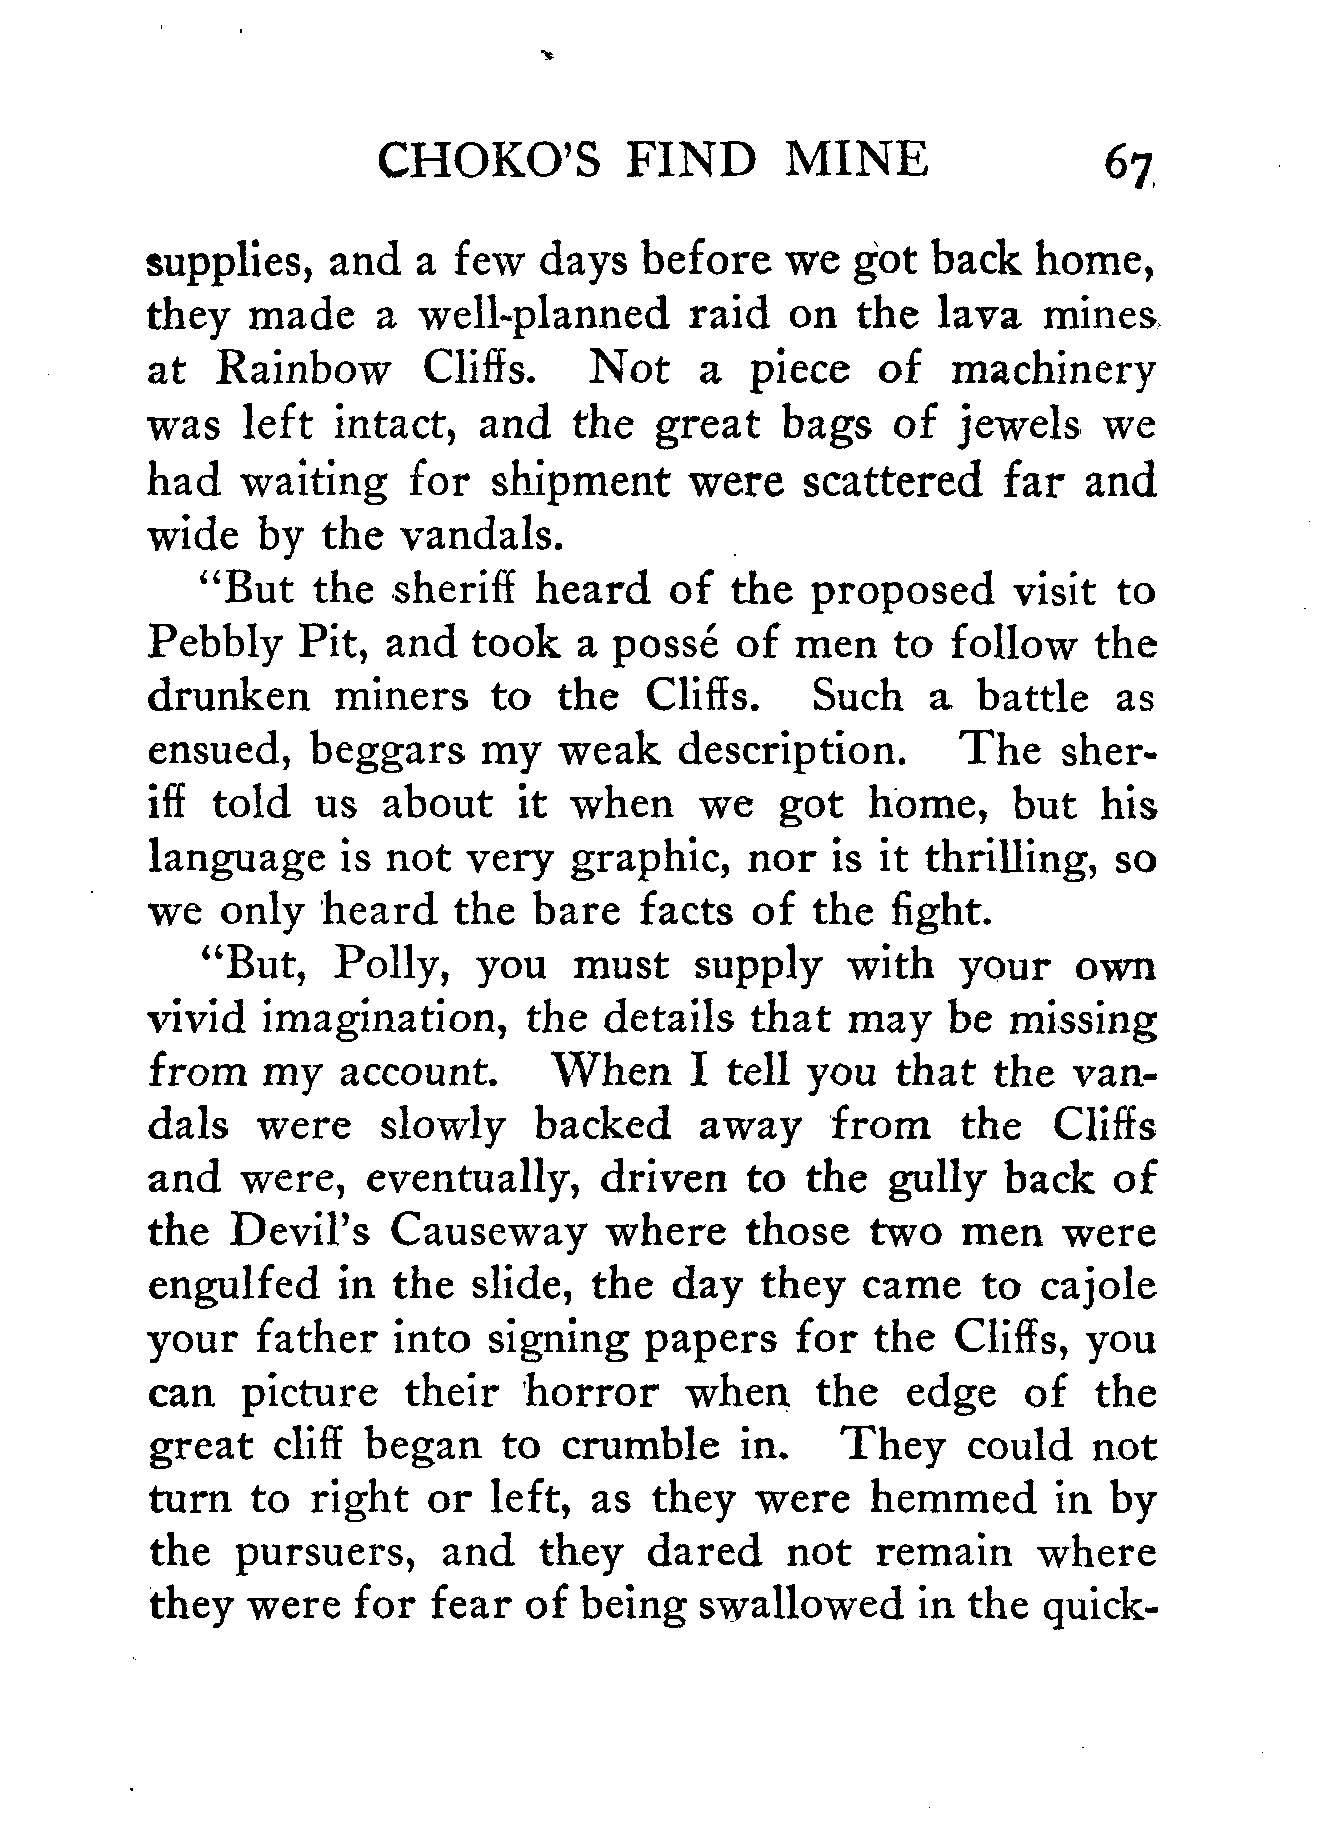 CHOKO'S FIND MINE 67
supplies, and a few days before we got back home,
they made a well-planned raid on the lava mines
at Rainbow Cliffs. Not a piece of machinery
was left intact, and the great bags of jewels we
had waiting for shipment were scattered far and
wide by the vandals.
"But the sheriff heard of the proposed visit to
Pebbly Pit, and took a possé of men to follow the
drunken miners to the Cliffs. Such a battle as
ensued, beggars my weak description. The sher-
iff told us about it when we got home, but his
language is not very graphic, nor is it thrilling, so
we only heard the bare facts of the fight.
"But, Polly, you must supply with your own
vivid imagination, the details that may be missing
from my account. When I tell you that the van-
dals were slowly backed away from the Cliffs
and were, eventually, driven to the gully back of
the Devil's Causeway where those two men were
engulfed in the slide, the day they came to cajole
your father into signing papers for the Cliffs, you
can picture their horror when the edge of the
great cliff began to crumble in. They could not
turn to right or left, as they were hemmed in by
the pursuers, and they dared not remain where
they were for fear of being swallowed in the quick-